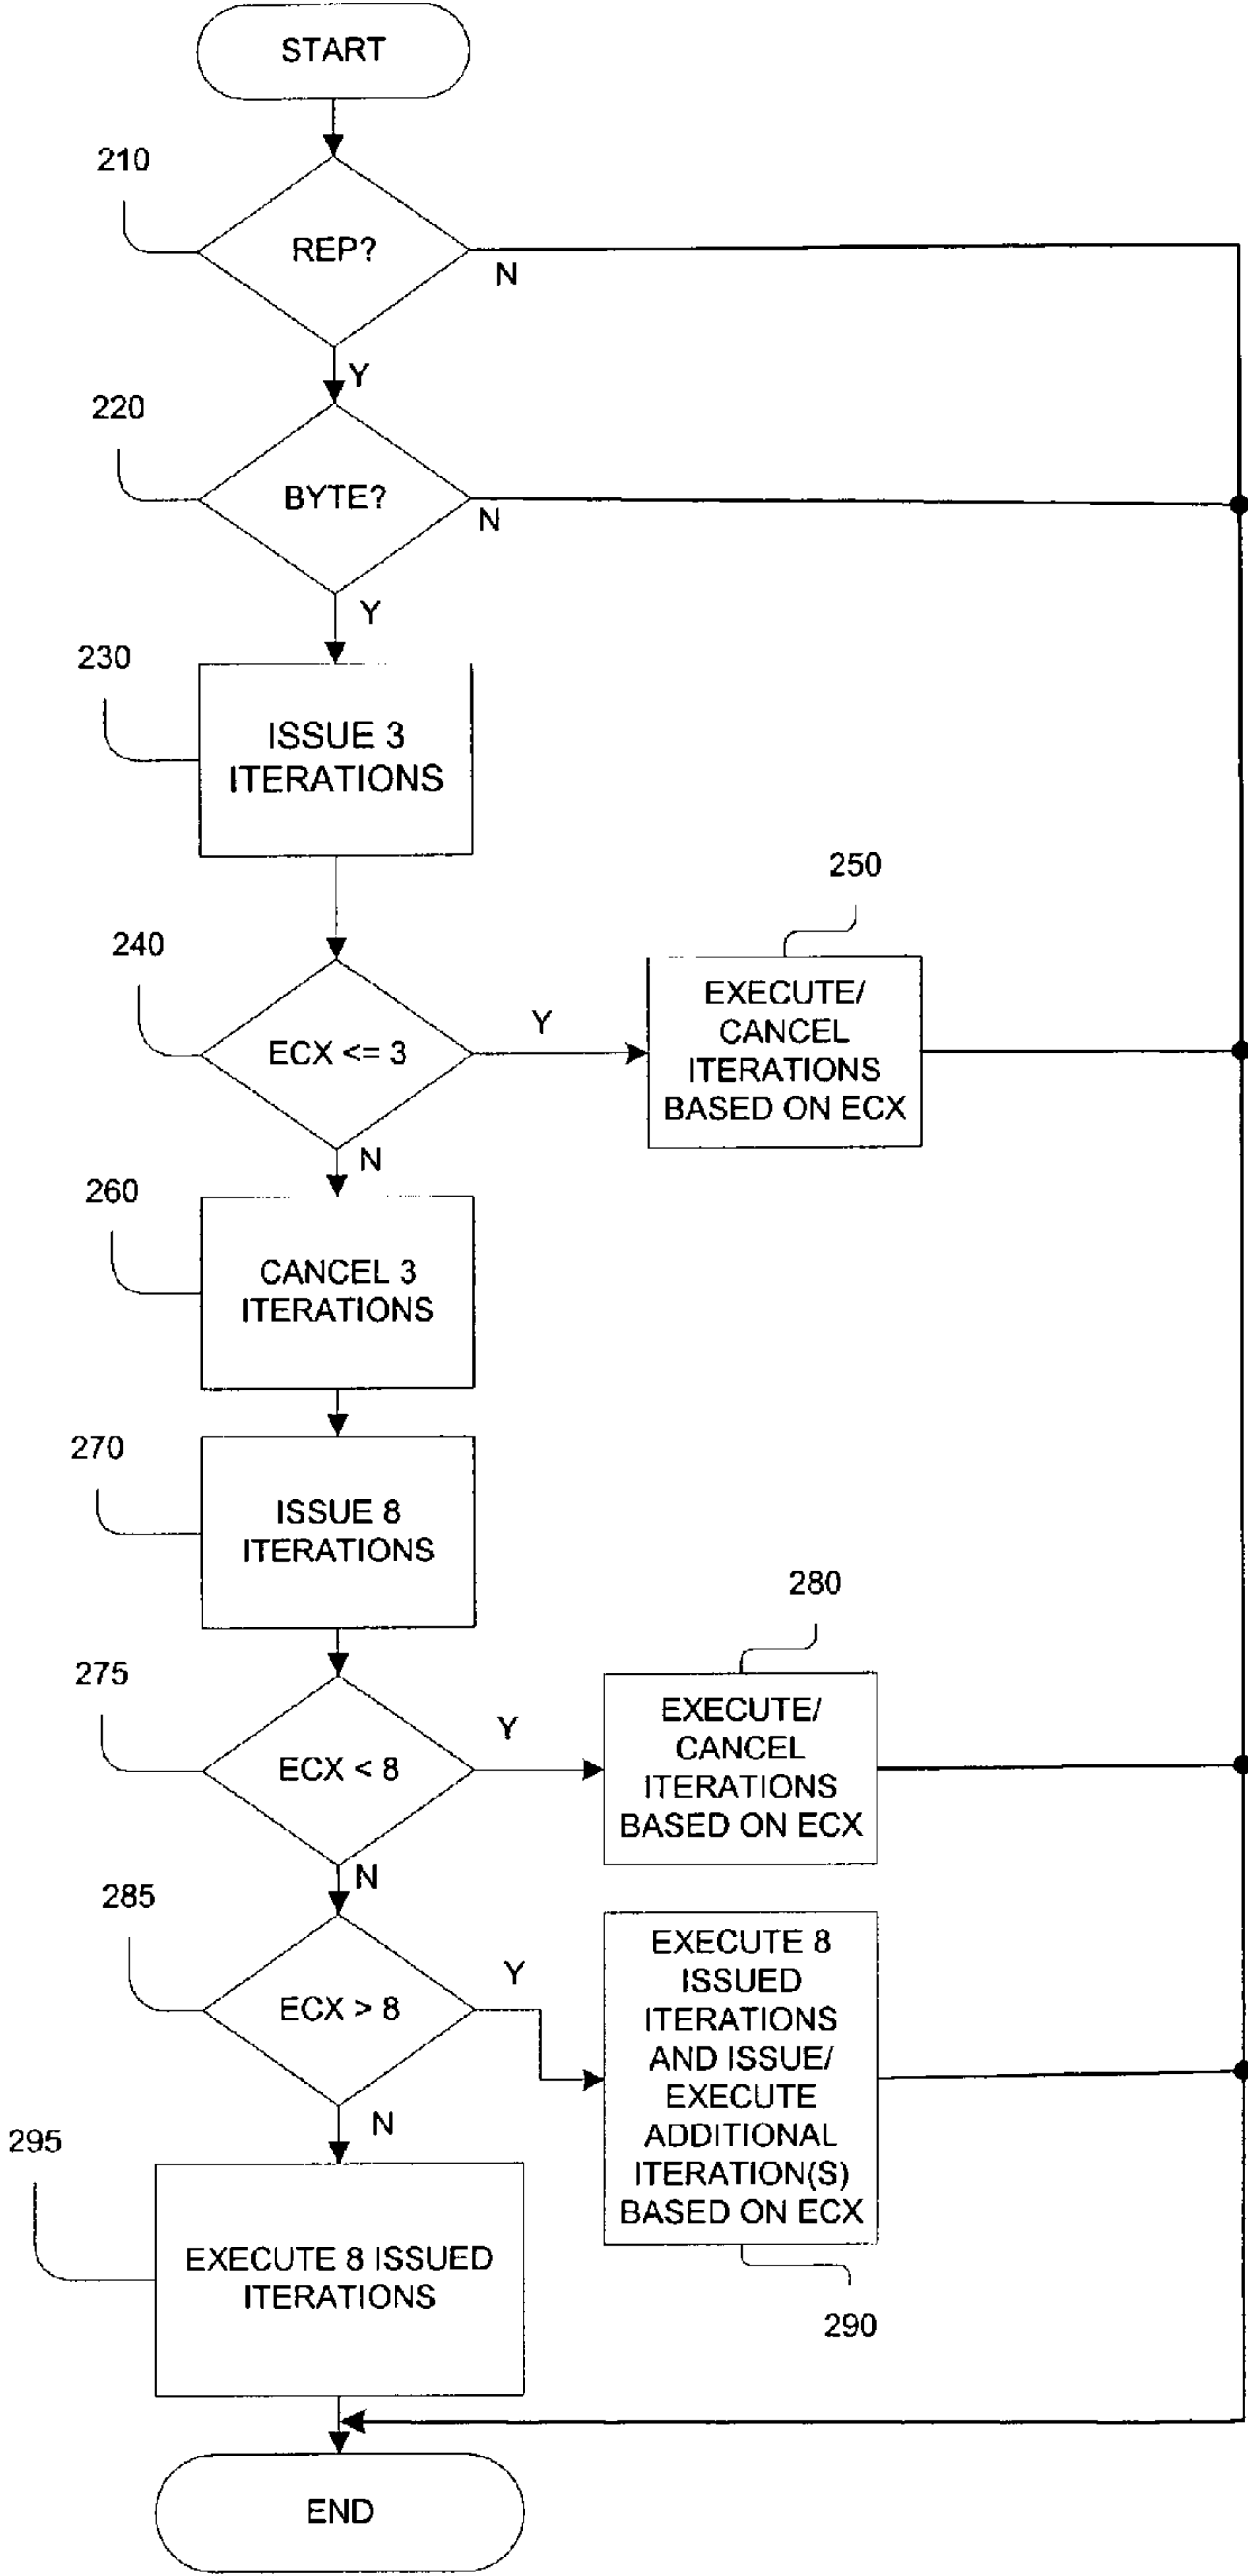 START
210
REP?
N
Y
220
BYTE?
N
Y
230
ISSUE 3
ITERATIONS
250
240
ECX <= 3
Y
EXECUTE/
CANCEL
ITERATIONS
BASED ON ECX
N
260
CANCEL 3
ITERATIONS
270
ISSUE 8
ITERATIONS
280
275
ECX < 8
Y
EXECUTE/
CANCEL
ITERATIONS
BASED ON ECX
N
285
ECX > 8
Y
EXECUTE 8
ISSUED
ITERATIONS
AND ISSUE/
EXECUTE
ADDITIONAL
ITERATION(S)
BASED ON ECX
N
295
EXECUTE 8 ISSUED
ITERATIONS
290
END